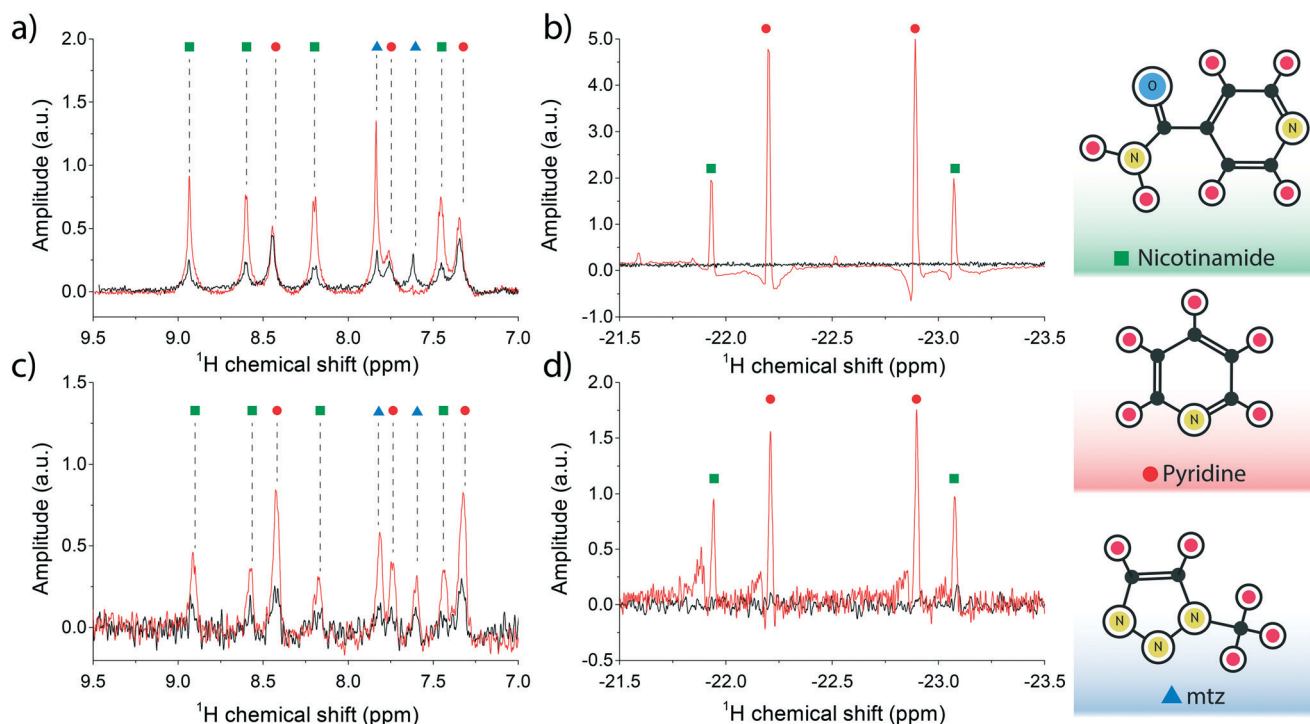 a)
2.0
1.5
1.0
0.5
0.0
Amplitude (a.u.)
9.5 9.0 8.5 8.0 7.5 7.0
¹H chemical shift (ppm)
b)
5.0
4.0
3.0
2.0
1.0
0.0
-1.0
Amplitude (a.u.)
-21.5 -22 -22.5 -23 -23.5
¹H chemical shift (ppm)
c)
1.5
1.0
0.5
0.0
Amplitude (a.u.)
9.5 9.0 8.5 8.0 7.5 7.0
¹H chemical shift (ppm)
d)
2.0
1.5
1.0
0.5
0.0
-0.5
Amplitude (a.u.)
-21.5 -22 -22.5 -23 -23.5
¹H chemical shift (ppm)
O
N
N
Nicotinamide
N
Pyridine
N
N
N
mtz